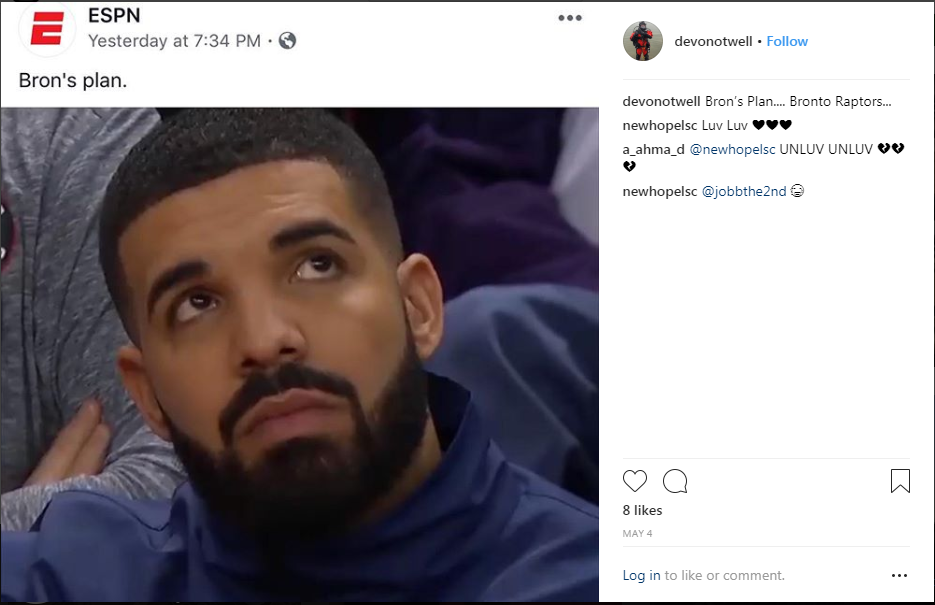 ESPN
Yesterday at 7:34 PM ·
Bron's plan.
devonotwell • Follow
devonotwell Bron's Plan.... Bronto Raptors...
newhopelsc Luv Luv 🖤🖤🖤
a_ahma_d @newhopelsc UNLUV UNLUV 💔💔
💔
newhopelsc @jobbthe2nd 😂
8 likes
MAY 4
Log in to like or comment.